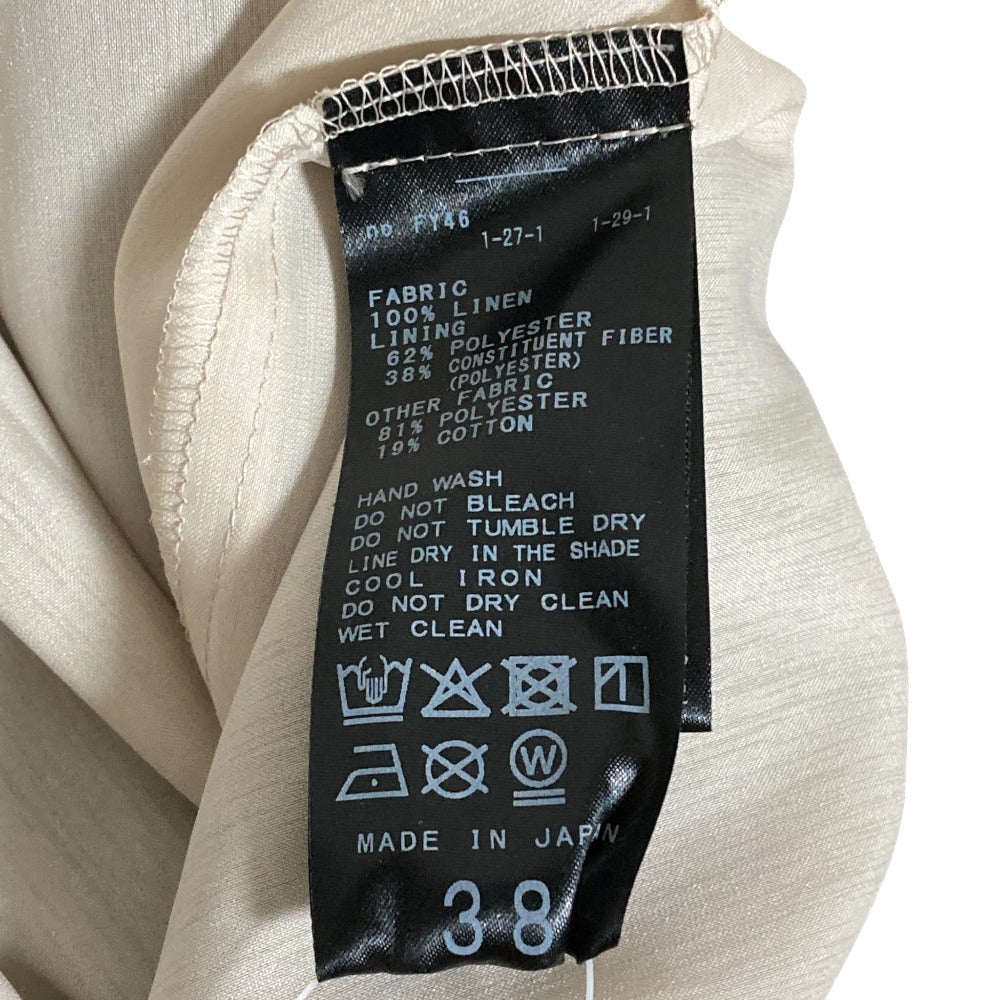 no FY46 1-27-1 1-29-1
FABRIC
100% LINEN
LINING
62% POLYESTER
38% CONSTITUENT FIBER
(POLYESTER)
OTHER FABRIC
81% POLYESTER
19% COTTON
HAND WASH
DO NOT BLEACH
DO NOT TUMBLE DRY
LINE DRY IN THE SHADE
COOL IRON
DO NOT DRY CLEAN
WET CLEAN
W
MADE IN JAPAN
38